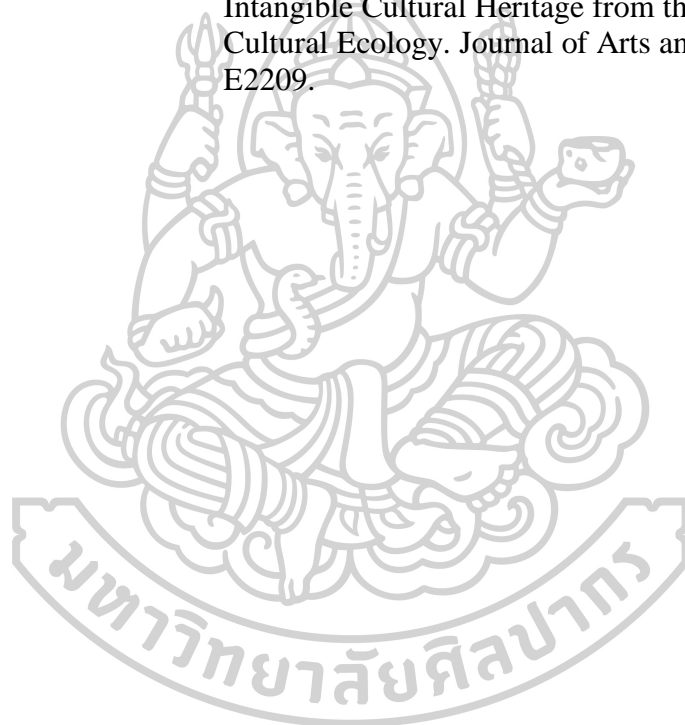 Intangible Cultural Heritage from th
Cultural Ecology. Journal of Arts an
E2209.
มหาวิทยาลัยศิลปากร